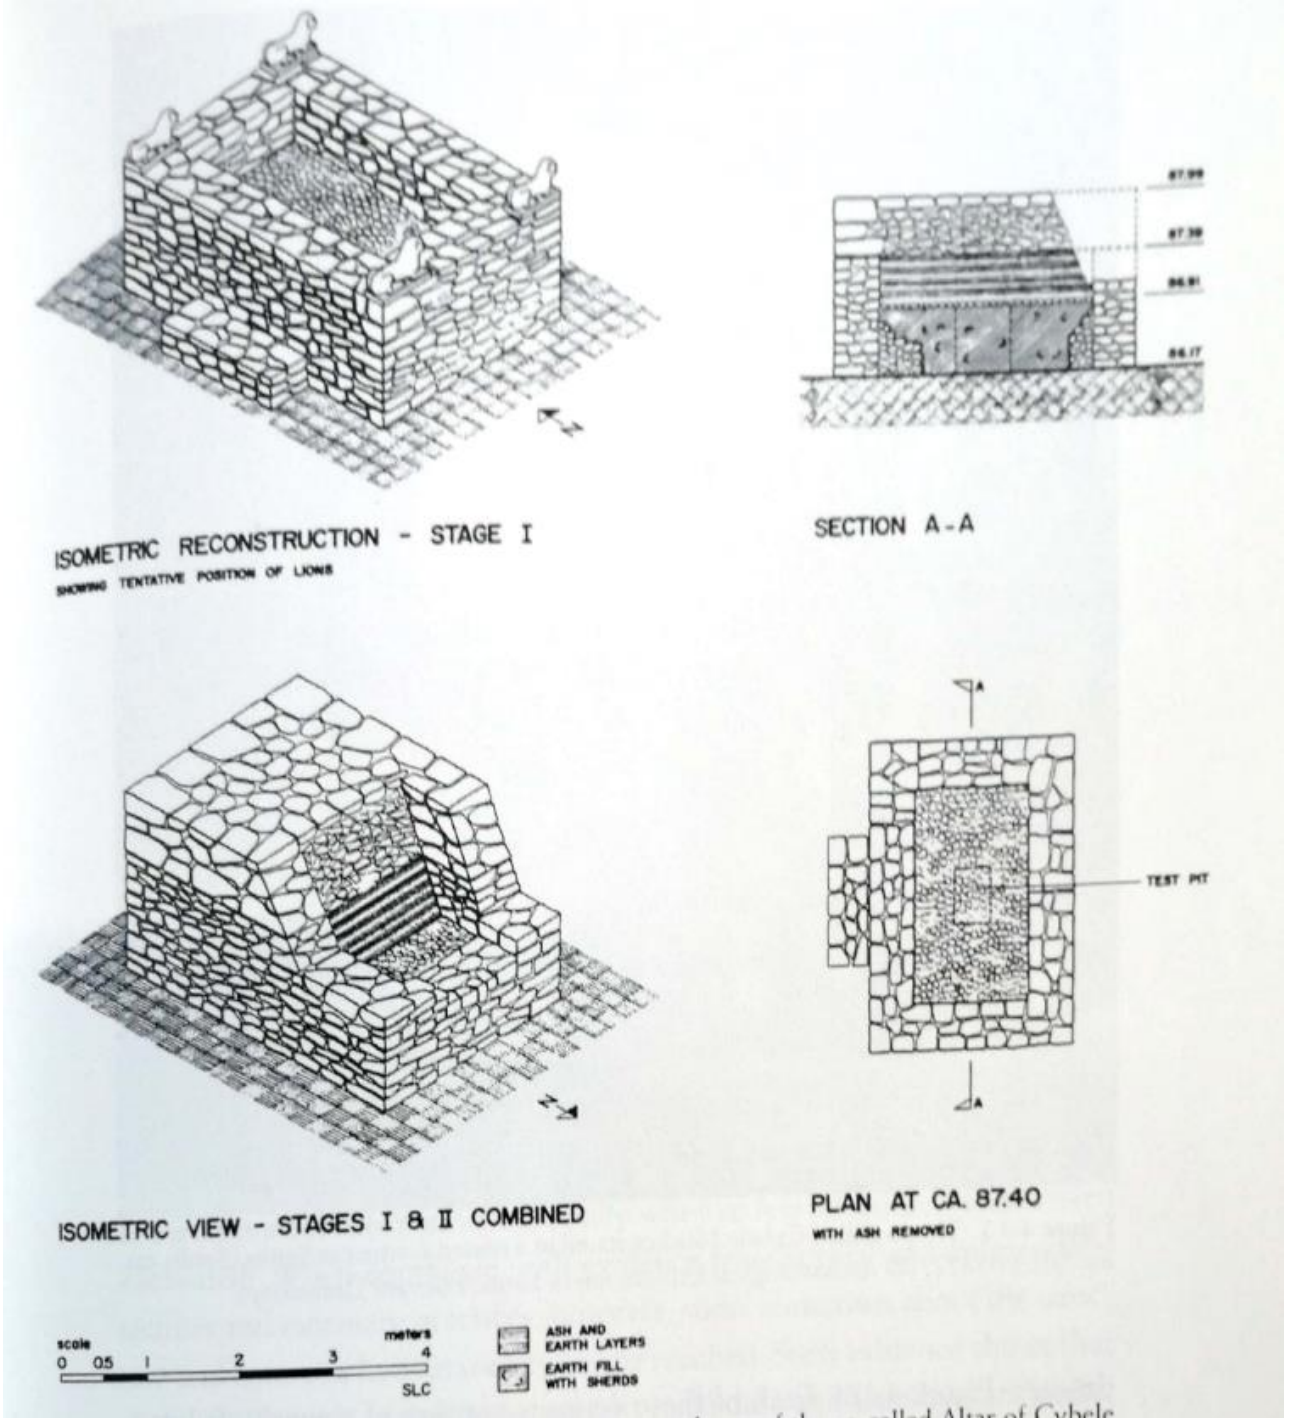 87.99
87.39
86.91
86.17
N
ISOMETRIC RECONSTRUCTION - STAGE I
SHOWING TENTATIVE POSITION OF LIONS
SECTION A-A
A
TEST PIT
N
A
ISOMETRIC VIEW - STAGES I & II COMBINED
PLAN AT CA. 87.40
WITH ASH REMOVED
scale meters
0 0.5 1 2 3 4
SLC
ASH AND
EARTH LAYERS
EARTH FILL
WITH SHERDS
called Altar of Cybele